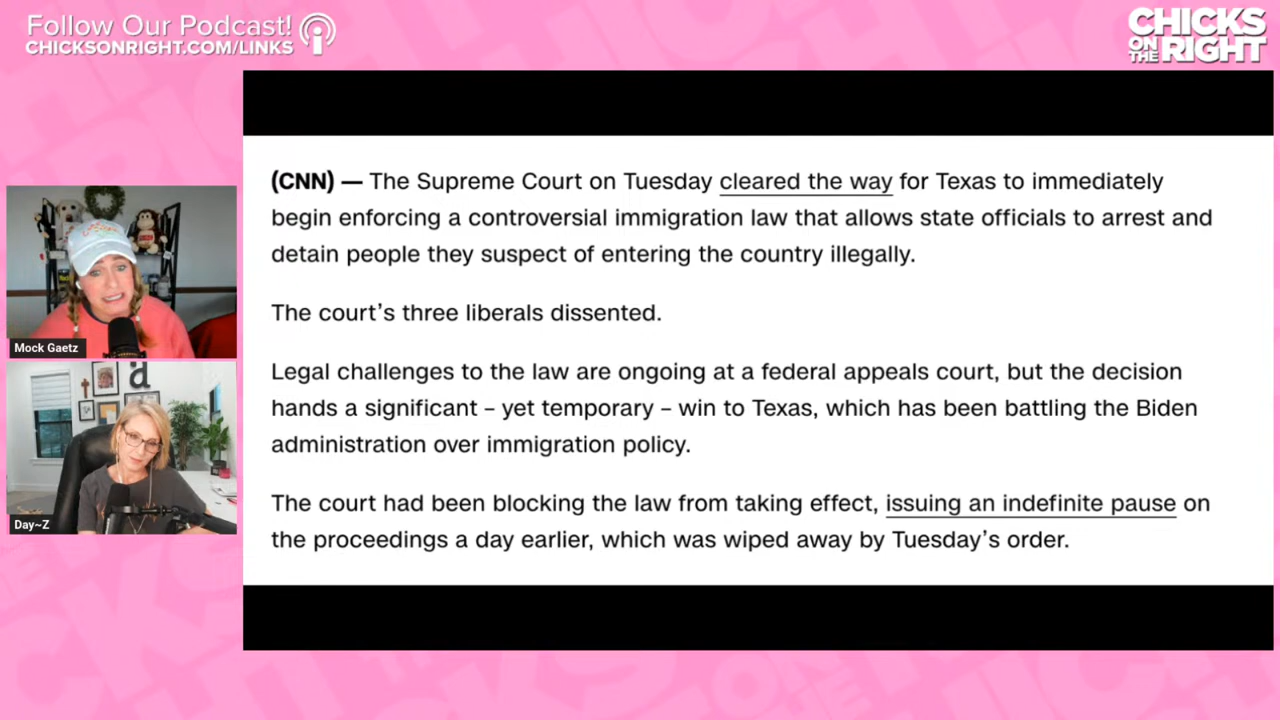 Follow Our Podcast!
CHICKSONRIGHT.COM/LINKS
CHICKS
ON THE RIGHT
(CNN) — The Supreme Court on Tuesday cleared the way for Texas to immediately
begin enforcing a controversial immigration law that allows state officials to arrest and
detain people they suspect of entering the country illegally.
The court’s three liberals dissented.
Legal challenges to the law are ongoing at a federal appeals court, but the decision
hands a significant – yet temporary – win to Texas, which has been battling the Biden
administration over immigration policy.
The court had been blocking the law from taking effect, issuing an indefinite pause on
the proceedings a day earlier, which was wiped away by Tuesday’s order.
Mock Gaetz
a
Day~Z